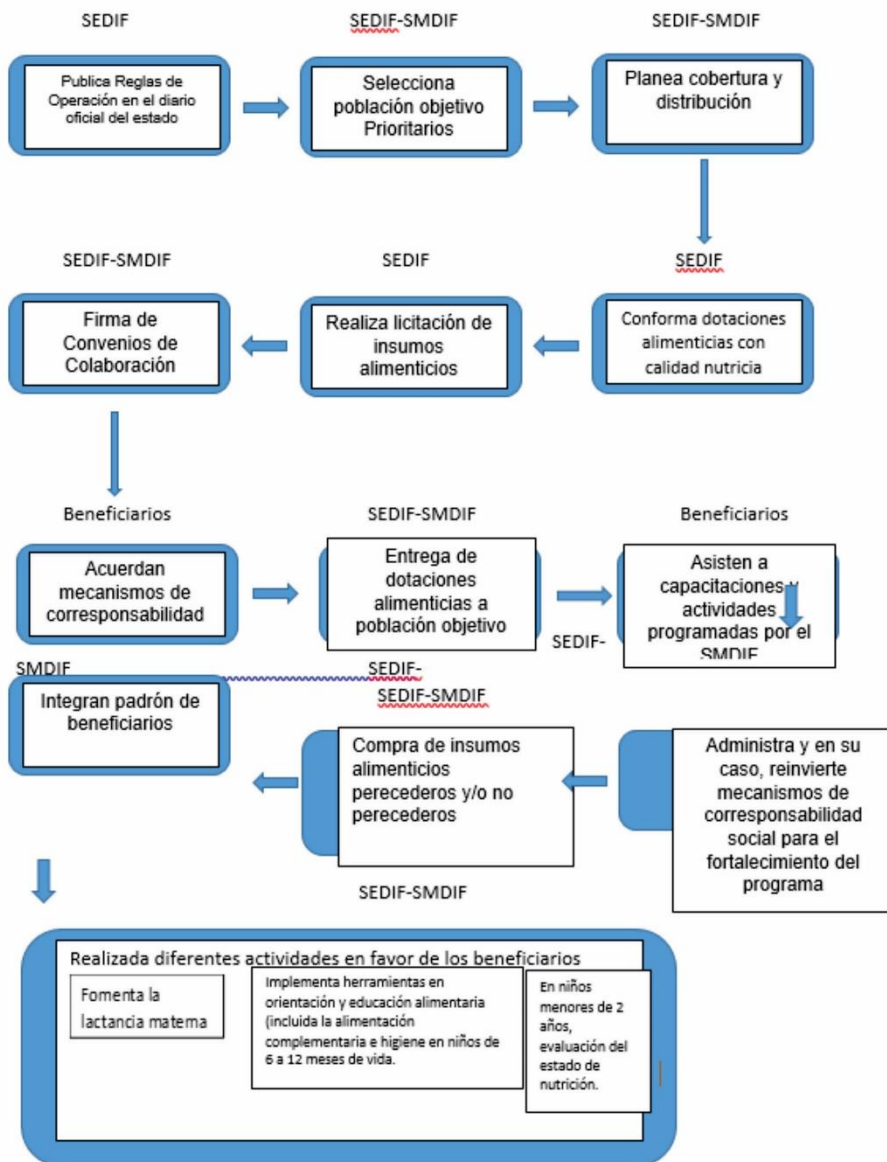 SEDIF
SEDIF-SMDIF
SEDIF-SMDIF
Publica Reglas de
Operación en el diario
oficial del estado
Selecciona
población objetivo
Prioritarios
Planea cobertura y
distribución
SEDIF-SMDIF
SEDIF
SEDIF
Firma de
Convenios de
Colaboración
Realiza licitación de
insumos
alimenticios
Conforma dotaciones
alimenticias con
calidad nutricia
Beneficiarios
SEDIF-SMDIF
Beneficiarios
Acuerdan
mecanismos de
corresponsabilidad
Entrega de
dotaciones
alimenticias a
población objetivo
Asisten a
capacitaciones y
actividades
programadas por el
SMDIF
SEDIF-
SMDIF
SEDIF-
SEDIF-SMDIF
Integran padrón de
beneficiarios
Compra de insumos
alimenticios
perecederos y/o no
perecederos
Administra y en su
caso, reinvierte
mecanismos de
corresponsabilidad
social para el
fortalecimiento del
programa
SEDIF-SMDIF
Realizada diferentes actividades en favor de los beneficiarios
Fomenta la
lactancia materna
Implementa herramientas en
orientación y educación alimentaria
(incluida la alimentación
complementaria e higiene en niños de
6 a 12 meses de vida.
En niños
menores de 2
años,
evaluación del
estado de
nutrición.